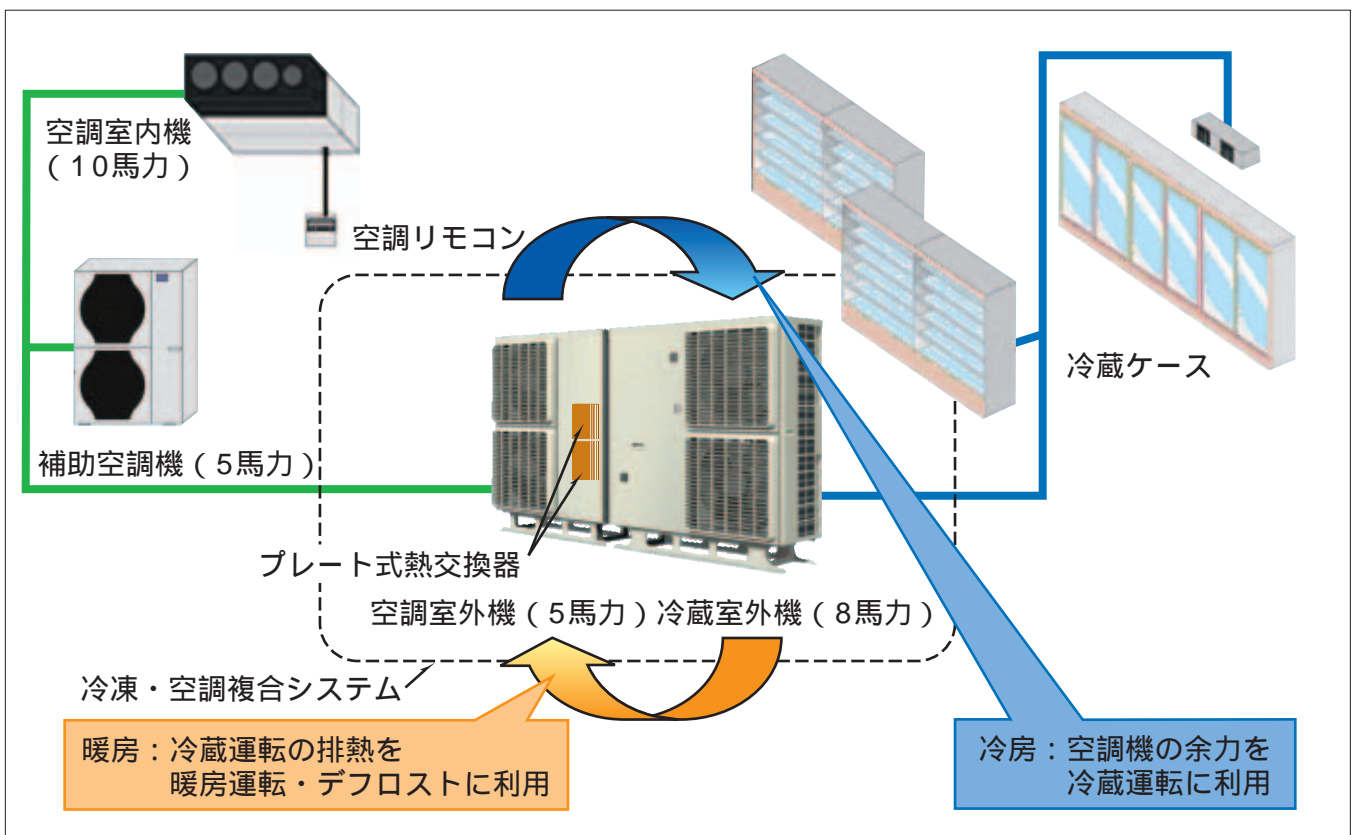 空調室内機
（10馬力）
空調リモコン
冷蔵ケース
補助空調機（5馬力）
プレート式熱交換器
空調室外機（5馬力）冷蔵室外機（8馬力）
冷凍・空調複合システム
暖房：冷蔵運転の排熱を
暖房運転・デフロストに利用
冷房：空調機の余力を
冷蔵運転に利用